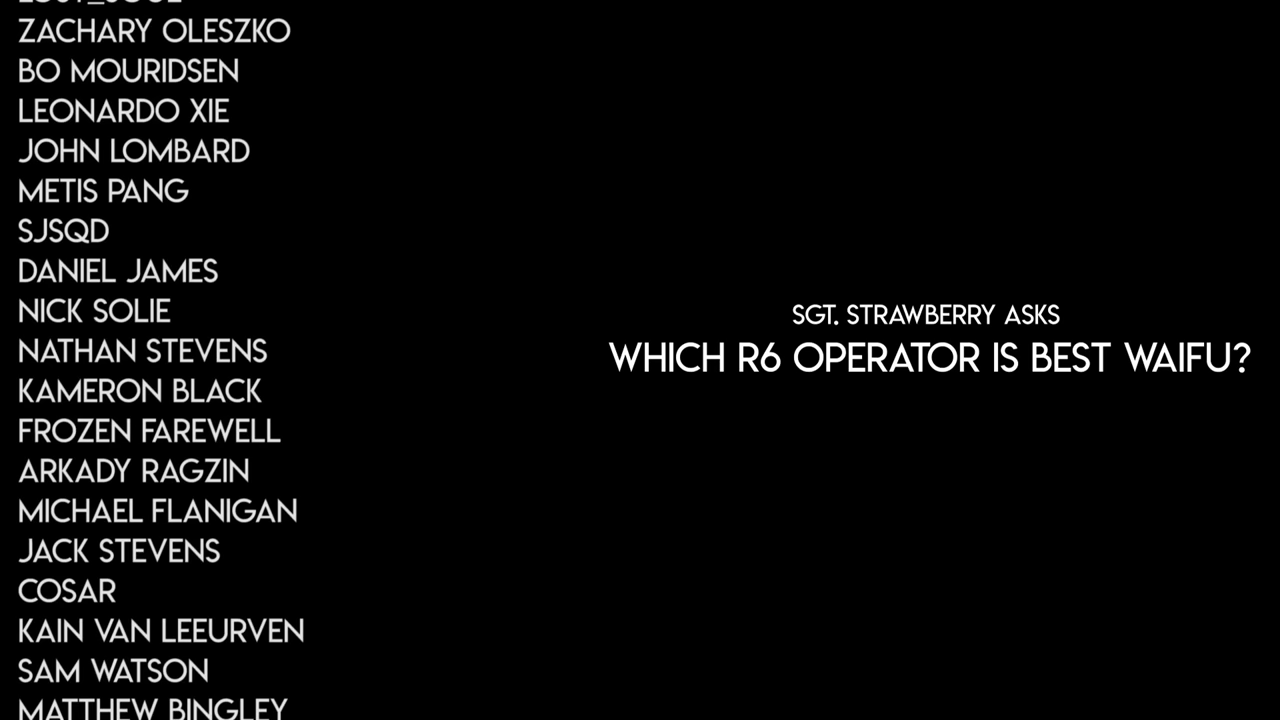 ZACHARY OLESZKO
BO MOURIDSEN
LEONARDO XIE
JOHN LOMBARD
METIS PANG
SJSQD
DANIEL JAMES
NICK SOLIE
NATHAN STEVENS
KAMERON BLACK
FROZEN FAREWELL
ARKADY RAGZIN
MICHAEL FLANIGAN
JACK STEVENS
COSAR
KAIN VAN LEEURVEN
SAM WATSON
MATTHEW BINGLEY
SGT. STRAWBERRY ASKS
WHICH R6 OPERATOR IS BEST WAIFU?